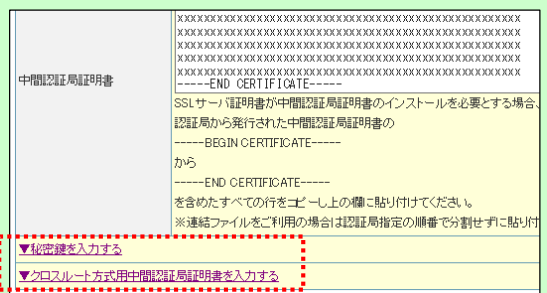 xxxxxxxxxxxxxxxxxxxxxxxxxxxxxxxxxxxxxxxxxxxxxxxxx
xxxxxxxxxxxxxxxxxxxxxxxxxxxxxxxxxxxxxxxxxxxxxxxxx
xxxxxxxxxxxxxxxxxxxxxxxxxxxxxxxxxxxxxxxxxxxxxxxxx
xxxxxxxxxxxxxxxxxxxxxxxxxxxxxxxxxxxxxxxxxxxxxxxxx
xxxxxxxxxxxxxxxxxxxxxxxxxxxxxxxxxxxxxxxxxxxxxxxxx
-----END CERTIFICATE-----
中間認証局証明書
SSLサーバ証明書が中間認証局証明書のインストールを必要とする場合、
認証局から発行された中間認証局証明書の
-----BEGIN CERTIFICATE-----
から
-----END CERTIFICATE-----
を含めたすべての行をコピーし上の欄に貼り付けてください。
※連結ファイルをご利用の場合は認証局指定の順番で分割せずに貼り付
▼秘密鍵を入力する
▼クロスルート方式用中間認証局証明書を入力する